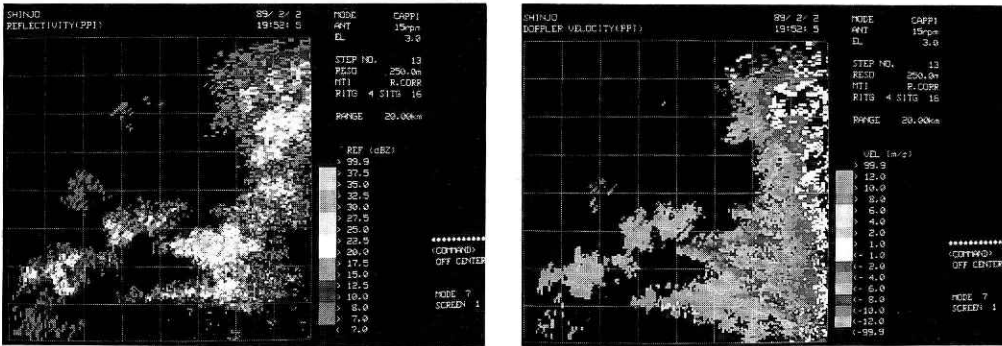 SHINJO
REFLECTIVITY(PPI)
89/ 2/ 2
19:52: 5
MODE CAPPI
ANT 15rpm
EL 3.0
STEP NO. 13
RESO 250.0m
MTI R.CORR
RITG 4 SITG 16
RANGE 20.00km
REF (dBZ)
> 99.9
> 37.5
> 35.0
> 32.5
> 30.0
> 27.5
> 25.0
> 22.5
> 20.0
> 17.5
> 15.0
> 12.5
> 10.0
> 8.0
> 7.0
< 7.0
**********
<COMMAND>
OFF CENTER
MODE 7
SCREEN 1
SHINJO
DOPPLER VELOCITY(PPI)
89/ 2/ 2
19:52: 5
MODE CAPPI
ANT 15rpm
EL 3.0
STEP NO. 13
RESO 250.0m
MTI R.CORR
RITG 4 SITG 16
RANGE 20.00km
VEL (m/s)
> 99.9
> 12.0
> 10.0
> 8.0
> 6.0
> 4.0
> 2.0
> 1.0
<- 1.0
<- 2.0
<- 4.0
<- 6.0
<- 8.0
<-10.0
<-12.0
<-99.9
**********
<COMMAND>
OFF CENTER
MODE 7
SCREEN 1